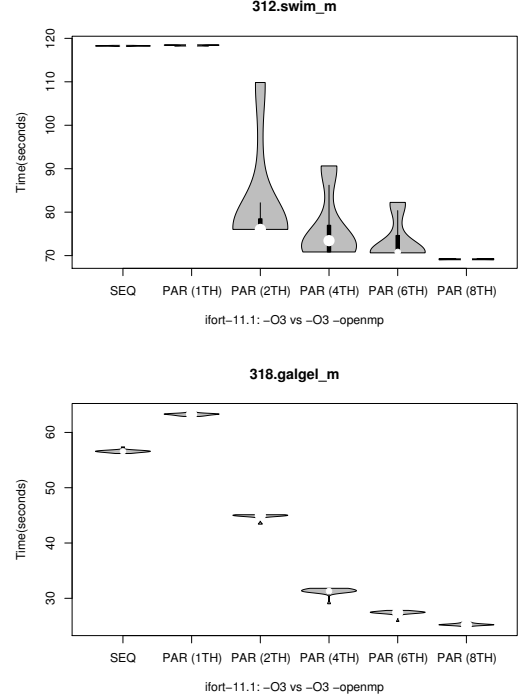 312.swim_m
Time(seconds)
120
110
100
90
80
70
SEQ PAR (1TH) PAR (2TH) PAR (4TH) PAR (6TH) PAR (8TH)
ifort−11.1: −O3 vs −O3 −openmp
318.galgel_m
Time(seconds)
60
50
40
30
SEQ PAR (1TH) PAR (2TH) PAR (4TH) PAR (6TH) PAR (8TH)
ifort−11.1: −O3 vs −O3 −openmp